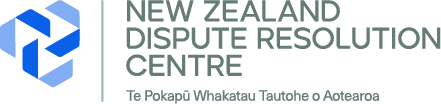 NEW ZEALAND
DISPUTE RESOLUTION
CENTRE
Te Pokapū Whakatau Tautohe o Aotearoa